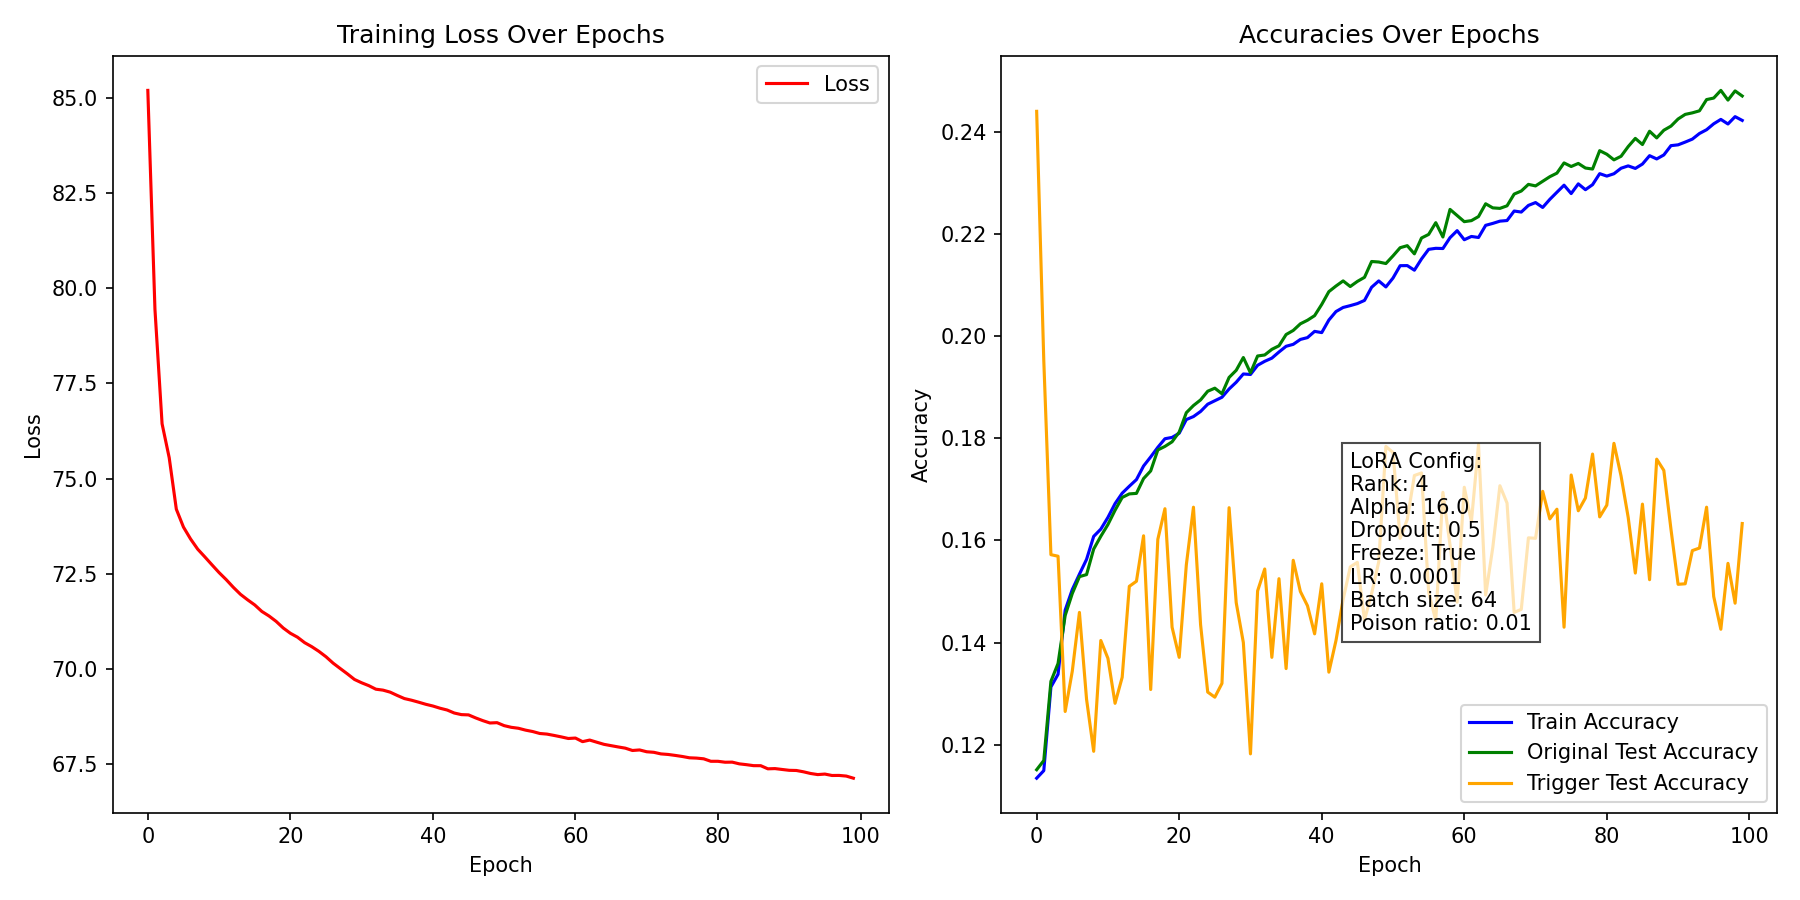 Training Loss Over Epochs
Loss
85.0
82.5
80.0
77.5
75.0
72.5
70.0
67.5
Loss
0 20 40 60 80 100
Epoch
Accuracies Over Epochs
0.24
0.22
0.20
0.18
0.16
0.14
0.12
Accuracy
LoRA Config:
Rank: 4
Alpha: 16.0
Dropout: 0.5
Freeze: True
LR: 0.0001
Batch size: 64
Poison ratio: 0.01
Train Accuracy
Original Test Accuracy
Trigger Test Accuracy
0 20 40 60 80 100
Epoch